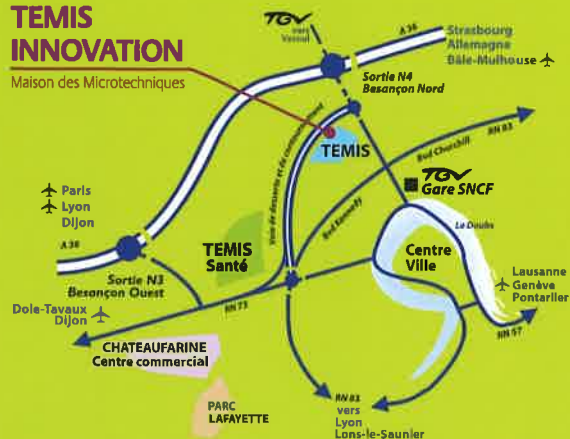 TEMIS
INNOVATION
Maison des Microtechniques
TGV
vers
Vesoul
A 36
Strasbourg
Allemagne
Bâle-Mulhouse
Sortie N4
Besançon Nord
RN 83
TEMIS
Voie de desserte et de contournement
Bvd Churchill
Bvd Kennedy
TGV
Gare SNCF
Paris
Lyon
Dijon
A 36
TEMIS
Santé
Le Doubs
Centre
Ville
Sortie N3
Besançon Ouest
Lausanne
Genève
Pontarlier
Dole-Tavaux
Dijon
RN 73
RN 57
CHATEAUFARINE
Centre commercial
PARC
LAFAYETTE
RN 83
vers
Lyon
Lons-le-Saunier